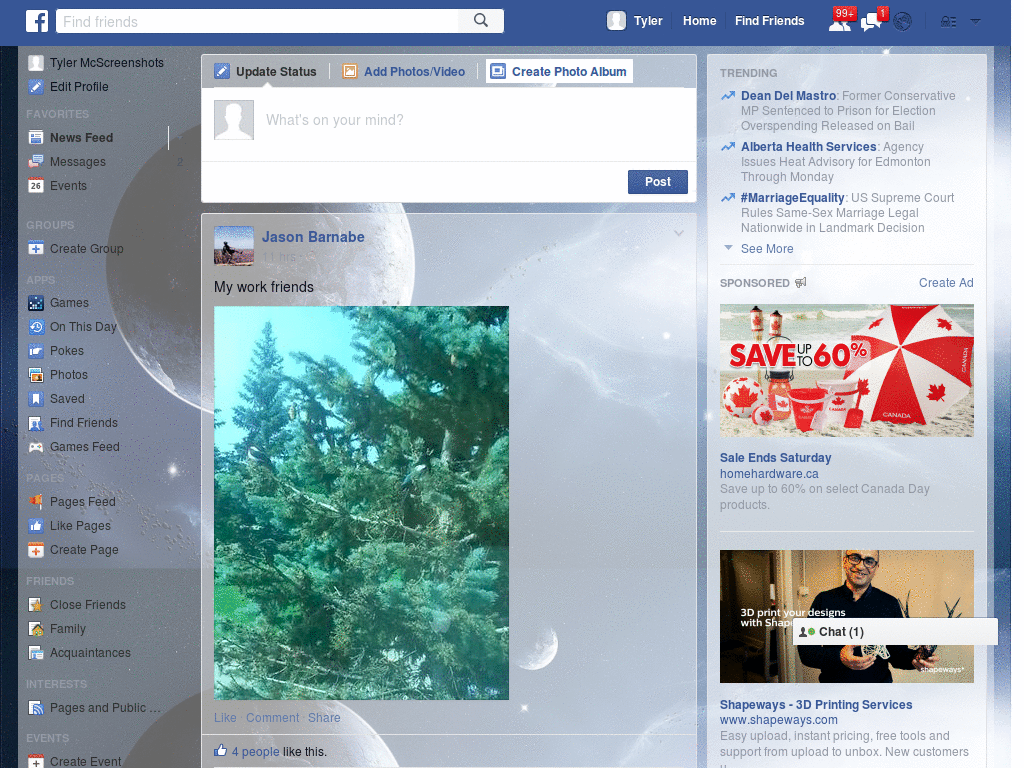 Find friends
Tyler
Home
Find Friends
99+
1
Tyler McScreenshots
Edit Profile
FAVORITES
News Feed
Messages 2
26 Events
GROUPS
Create Group
APPS
Games
On This Day
Pokes
Photos
Saved
Find Friends
Games Feed
PAGES
Pages Feed
Like Pages
Create Page
FRIENDS
Close Friends
Family
Acquaintances
INTERESTS
Pages and Public ...
EVENTS
Create Event
Update Status
Add Photos/Video
Create Photo Album
What's on your mind?
Post
Jason Barnabe
11 hrs
My work friends
Like · Comment · Share
4 people like this.
TRENDING
Dean Del Mastro: Former Conservative
MP Sentenced to Prison for Election
Overspending Released on Bail
Alberta Health Services: Agency
Issues Heat Advisory for Edmonton
Through Monday
#MarriageEquality: US Supreme Court
Rules Same-Sex Marriage Legal
Nationwide in Landmark Decision
See More
SPONSORED
Create Ad
SAVE UP TO 60%
CANADA
CANADA
Sale Ends Saturday
homehardware.ca
Save up to 60% on select Canada Day
products.
3D print your designs
with
Chat (1)
shapeways
Shapeways - 3D Printing Services
www.shapeways.com
Easy upload, instant pricing, free tools and
support from upload to unbox. New customers